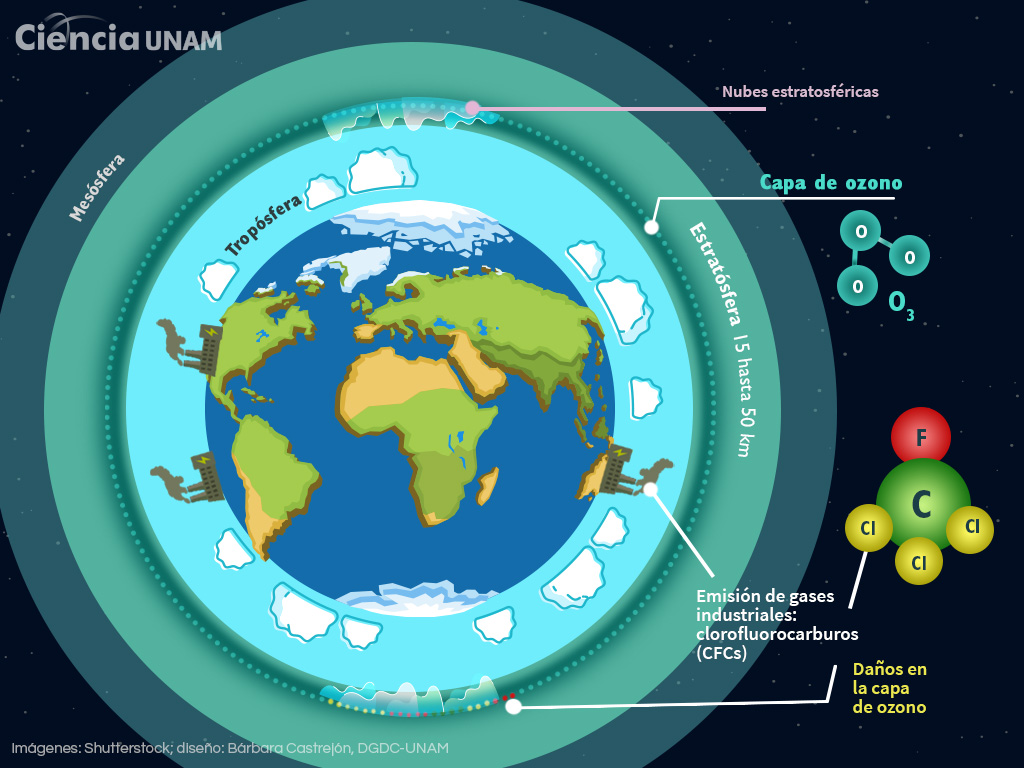 Ciencia UNAM
Nubes estratosféricas
Mesósfera
Capa de ozono
Tropósfera
Estratósfera 15 hasta 50 km
O
O
O
O3
F
C
Cl
Cl
Cl
Emisión de gases
industriales:
clorofluorocarburos
(CFCs)
Daños en
la capa
de ozono
Imágenes: Shutterstock; diseño: Bárbara Castrejón, DGDC-UNAM